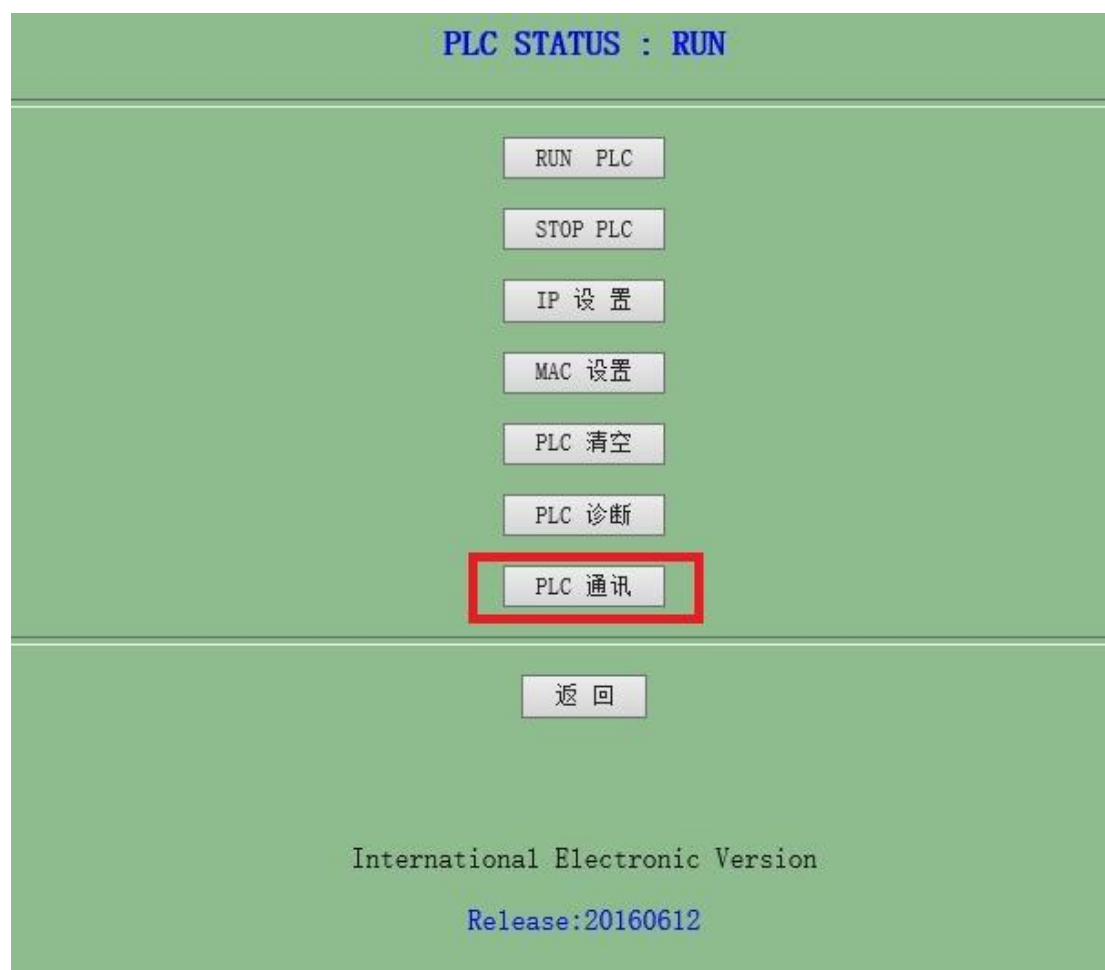 PLC STATUS : RUN
RUN PLC
STOP PLC
IP 设 置
MAC 设置
PLC 清空
PLC 诊断
PLC 通讯
返 回
International Electronic Version
Release:20160612